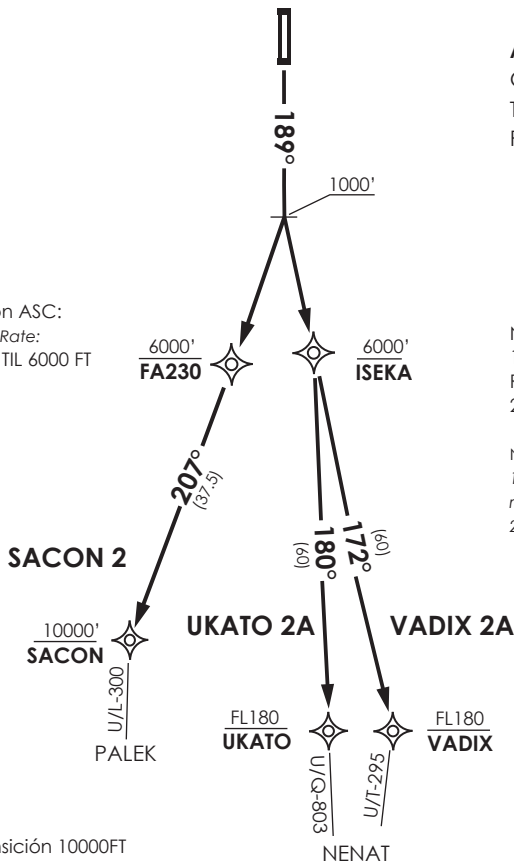 189°
1000'
ón ASC:
Rate:
TIL 6000 FT
6000'
FA230
6000'
ISEKA
207°
(37.5)
180°
(60)
172°
(60)
SACON 2
UKATO 2A
VADIX 2A
10000'
SACON
U/L-300
PALEK
FL180
UKATO
FL180
VADIX
U/Q-803
U/T-295
NENAT
sición 10000FT